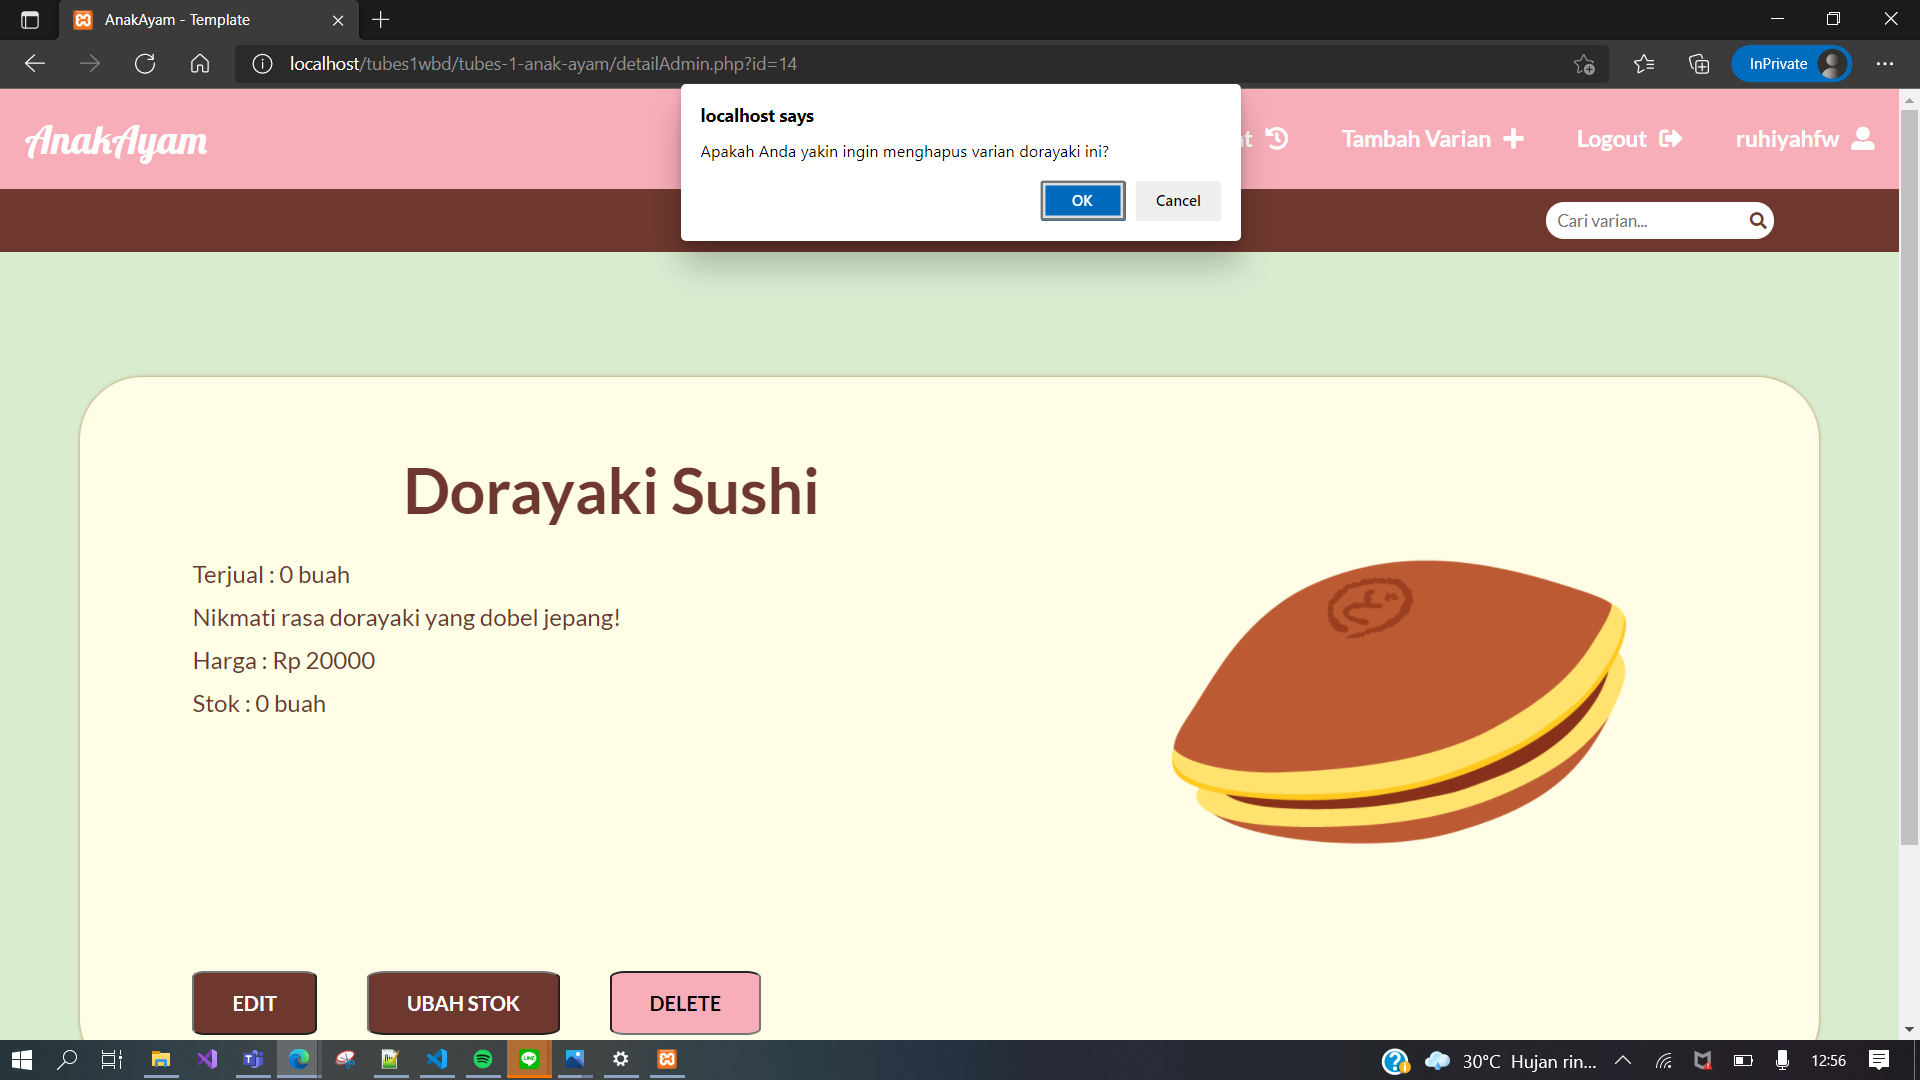 AnakAyam - Template
localhost/tubes1wbd/tubes-1-anak-ayam/detailAdmin.php?id=14
InPrivate
localhost says
Apakah Anda yakin ingin menghapus varian dorayaki ini?
OK
Cancel
AnakAyam
Tambah Varian
Logout
ruhiyahfw
Cari varian...
Dorayaki Sushi
Terjual : 0 buah
Nikmati rasa dorayaki yang dobel jepang!
Harga : Rp 20000
Stok : 0 buah
EDIT
UBAH STOK
DELETE
30°C Hujan rin...
12:56